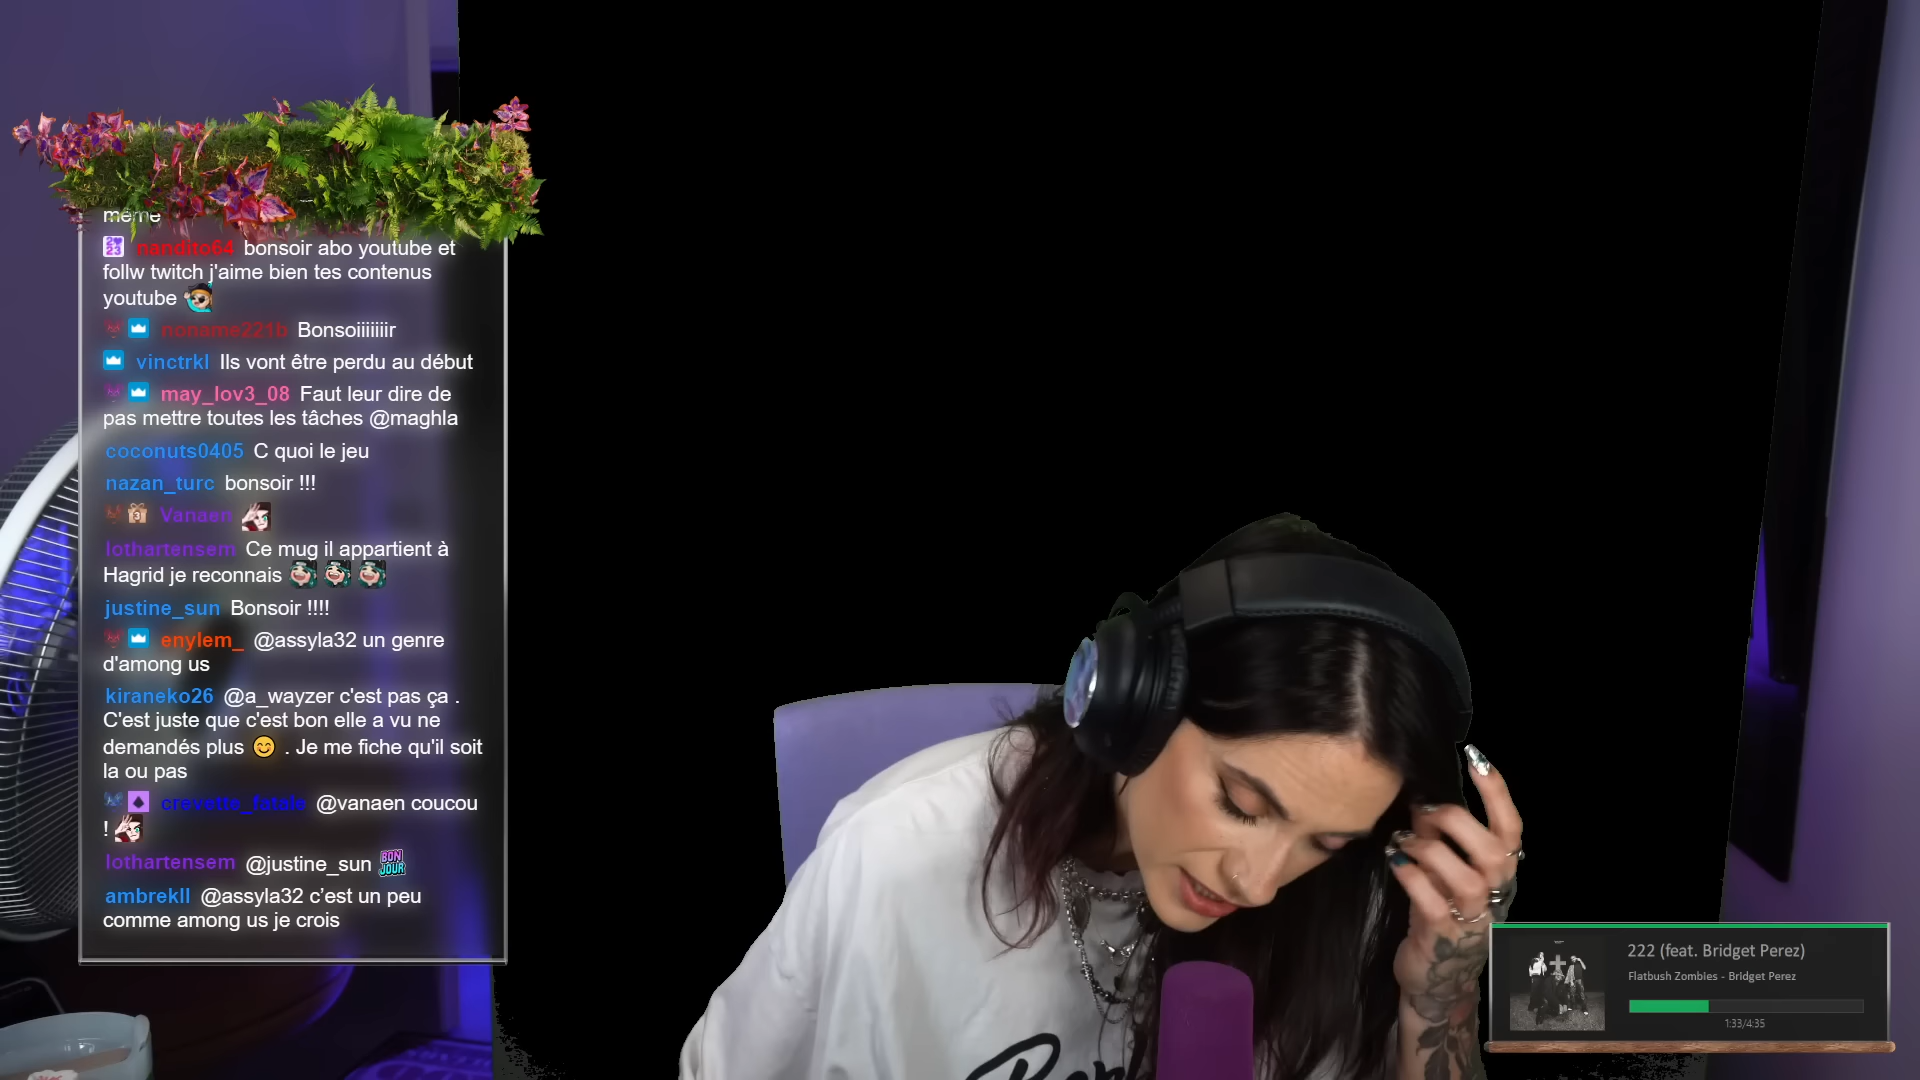 même
nandito64 bonsoir abo youtube et
follw twitch j'aime bien tes contenus
youtube
noname221b Bonsoiiiiiiir
vinctrkl Ils vont être perdu au début
may_lov3_08 Faut leur dire de
pas mettre toutes les tâches @maghla
coconuts0405 C quoi le jeu
nazan_turc bonsoir !!!
Vanaen
lothartensem Ce mug il appartient à
Hagrid je reconnais
justine_sun Bonsoir !!!!
enylem_ @assyla32 un genre
d'among us
kiraneko26 @a_wayzer c'est pas ça .
C'est juste que c'est bon elle a vu ne
demandés plus 😊 . Je me fiche qu'il soit
la ou pas
crevette_fatale @vanaen coucou
!
lothartensem @justine_sun BON JOUR
ambrekll @assyla32 c'est un peu
comme among us je crois
222 (feat. Bridget Perez)
Flatbush Zombies - Bridget Perez
1:33/4:35